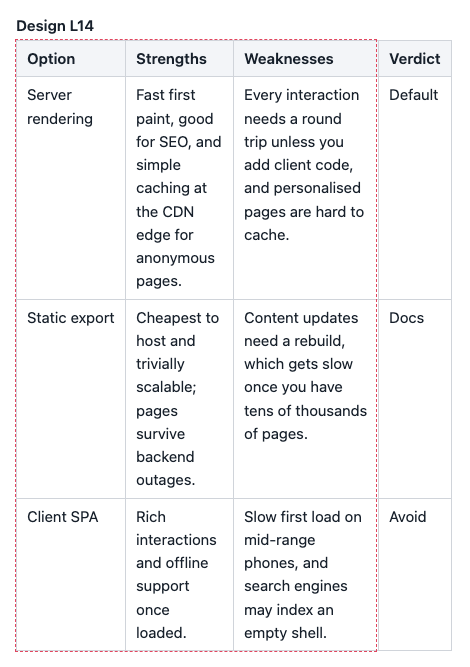 Design L14
Option Strengths Weaknesses Verdict
Server rendering
Fast first paint, good for SEO, and simple caching at the CDN edge for anonymous pages.
Every interaction needs a round trip unless you add client code, and personalised pages are hard to cache.
Default
Static export
Cheapest to host and trivially scalable; pages survive backend outages.
Content updates need a rebuild, which gets slow once you have tens of thousands of pages.
Docs
Client SPA
Rich interactions and offline support once loaded.
Slow first load on mid-range phones, and search engines may index an empty shell.
Avoid